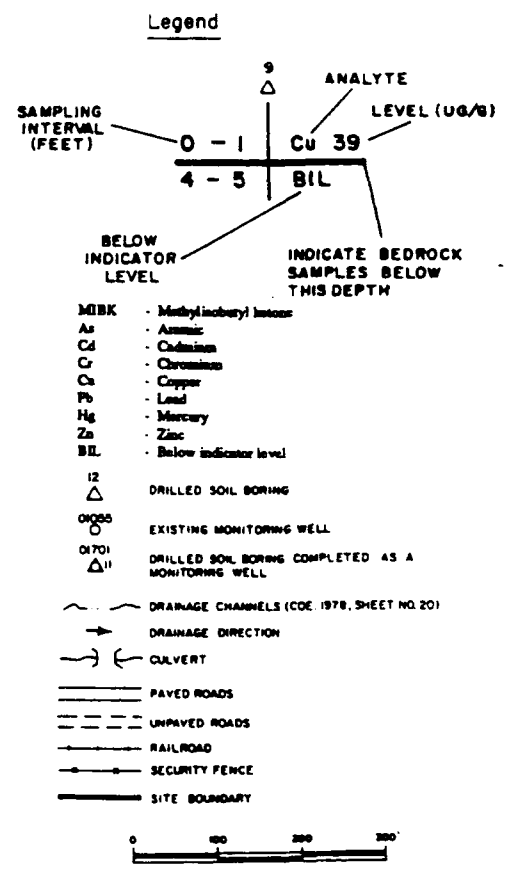 Legend
9
ANALYTE
SAMPLING
INTERVAL
(FEET)
LEVEL (UG/G)
0 - 1 Cu 39
4 - 5 BIL
BELOW
INDICATOR
LEVEL
INDICATE BEDROCK
SAMPLES BELOW
THIS DEPTH
MIBK - Methylisobutyl ketone
As - Arsenic
Cd - Cadmium
Cr - Chromium
Cu - Copper
Pb - Lead
Hg - Mercury
Zn - Zinc
BIL - Below indicator level
12
DRILLED SOIL BORING
01055
EXISTING MONITORING WELL
01701
11
DRILLED SOIL BORING COMPLETED AS A
MONITORING WELL
DRAINAGE CHANNELS (COE. 1978, SHEET NO. 20)
DRAINAGE DIRECTION
CULVERT
PAVED ROADS
UNPAVED ROADS
RAILROAD
SECURITY FENCE
SITE BOUNDARY
0 100 200 300'